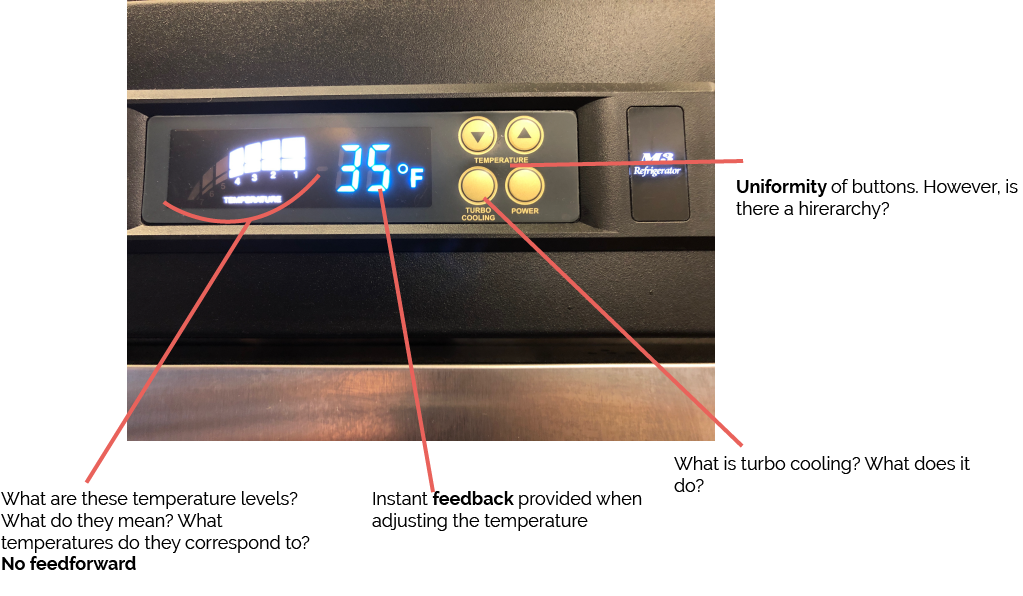 5 4 3 2 1
TEMPERATURE
35 °F
TEMPERATURE
TURBO
COOLING
POWER
M3
Refrigerator
Uniformity of buttons. However, is
there a hirerarchy?
What is turbo cooling? What does it
do?
What are these temperature levels?
What do they mean? What
temperatures do they correspond to?
No feedforward
Instant feedback provided when
adjusting the temperature